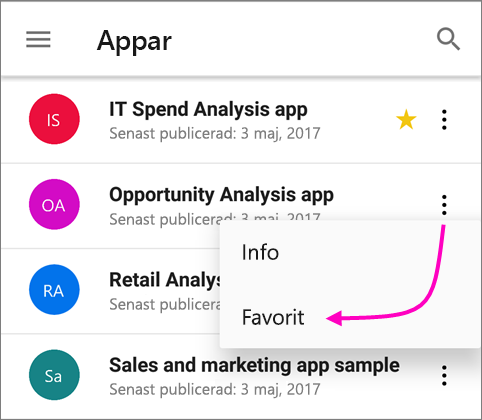 Appar
IS
IT Spend Analysis app
Senast publicerad: 3 maj, 2017
OA
Opportunity Analysis app
Senast publicerad: 3 maj, 2017
Info
RA
Retail Analys
Senast publicera
Favorit
Sa
Sales and marketing app sample
Senast publicerad: 3 maj, 2017